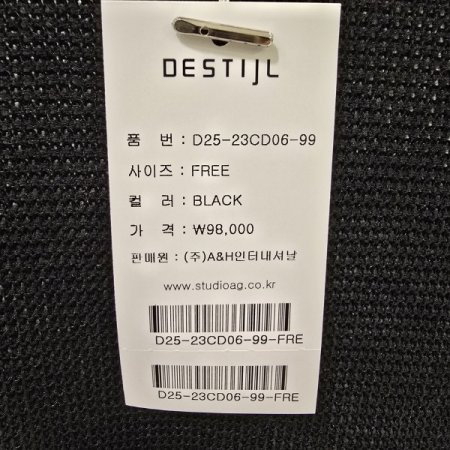 DESTIJL
품 번 : D25-23CD06-99
사이즈 : FREE
컬 러 : BLACK
가 격 : ₩98,000
판매원 : (주)A&H인터내셔날
www.studioag.co.kr
D25-23CD06-99-FRE
D25-23CD06-99-FRE